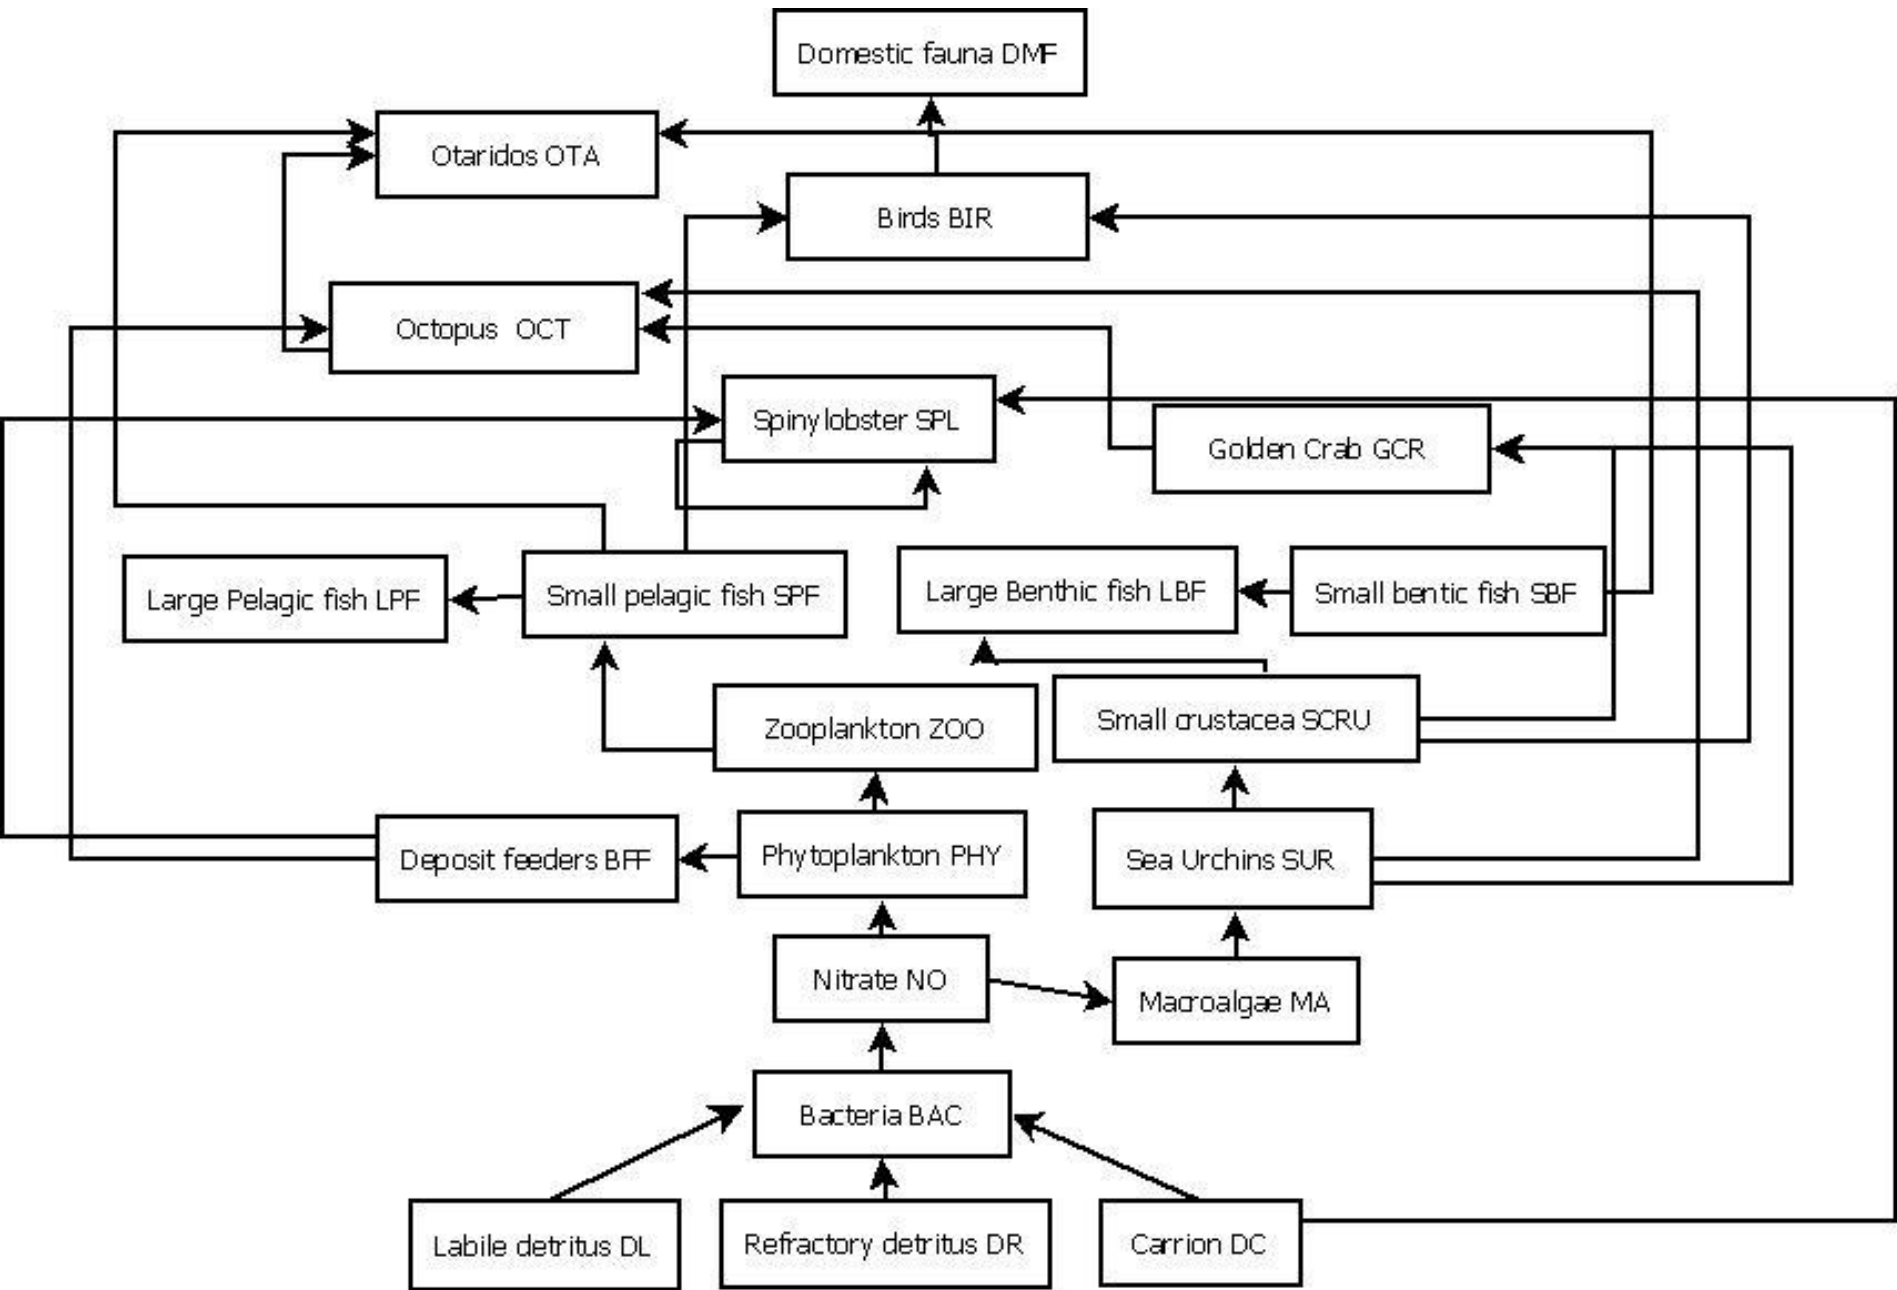 Domestic fauna DMF
Otaridos OTA
Birds BIR
Octopus OCT
Spiny lobster SPL
Golden Crab GCR
Large Pelagic fish LPF
Small pelagic fish SPF
Large Benthic fish LBF
Small bentic fish SBF
Zooplankton ZOO
Small crustacea SCRU
Deposit feeders BFF
Phytoplankton PHY
Sea Urchins SUR
Nitrate NO
Macroalgae MA
Bacteria BAC
Labile detritus DL
Refractory detritus DR
Carrion DC